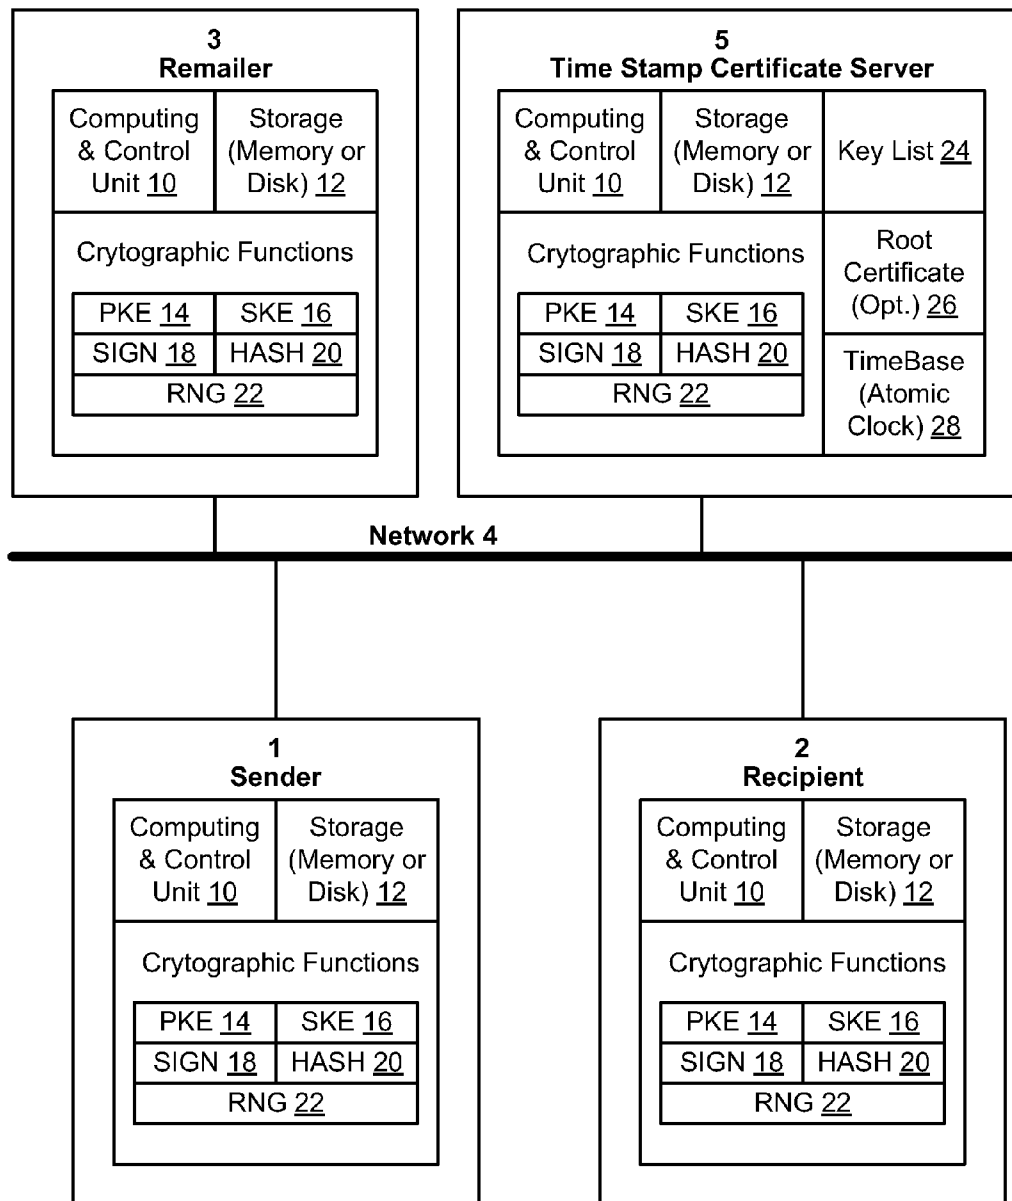 3
Remailer
Computing
& Control
Unit 10
Storage
(Memory or
Disk) 12
Crytographic Functions
PKE 14
SKE 16
SIGN 18
HASH 20
RNG 22
5
Time Stamp Certificate Server
Computing
& Control
Unit 10
Storage
(Memory or
Disk) 12
Key List 24
Crytographic Functions
PKE 14
SKE 16
SIGN 18
HASH 20
RNG 22
Root
Certificate
(Opt.) 26
TimeBase
(Atomic
Clock) 28
Network 4
1
Sender
Computing
& Control
Unit 10
Storage
(Memory or
Disk) 12
Crytographic Functions
PKE 14
SKE 16
SIGN 18
HASH 20
RNG 22
2
Recipient
Computing
& Control
Unit 10
Storage
(Memory or
Disk) 12
Crytographic Functions
PKE 14
SKE 16
SIGN 18
HASH 20
RNG 22